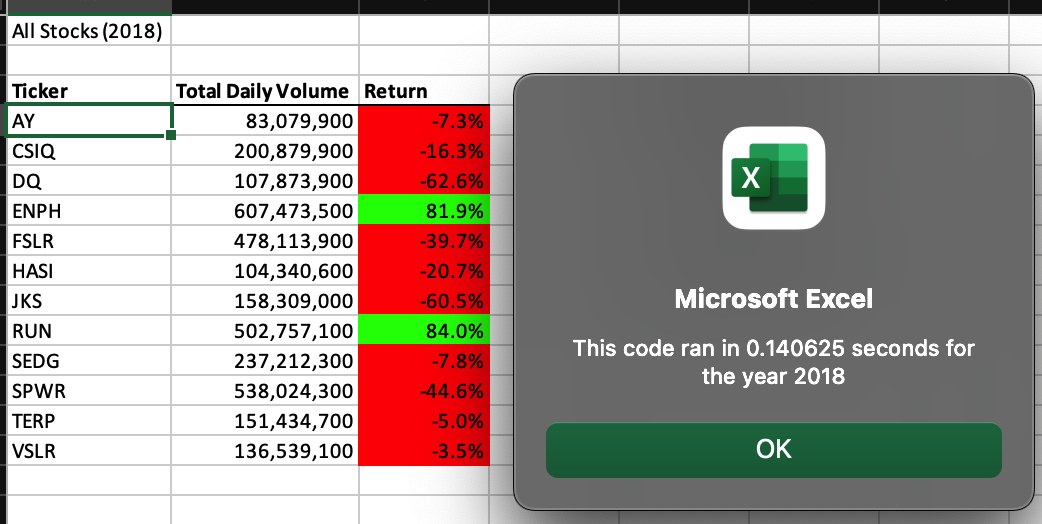 All Stocks (2018)
Ticker Total Daily Volume Return
AY 83,079,900 -7.3%
CSIQ 200,879,900 -16.3%
DQ 107,873,900 -62.6%
ENPH 607,473,500 81.9%
FSLR 478,113,900 -39.7%
HASI 104,340,600 -20.7%
JKS 158,309,000 -60.5%
RUN 502,757,100 84.0%
SEDG 237,212,300 -7.8%
SPWR 538,024,300 -44.6%
TERP 151,434,700 -5.0%
VSLR 136,539,100 -3.5%
X
Microsoft Excel
This code ran in 0.140625 seconds for
the year 2018
OK